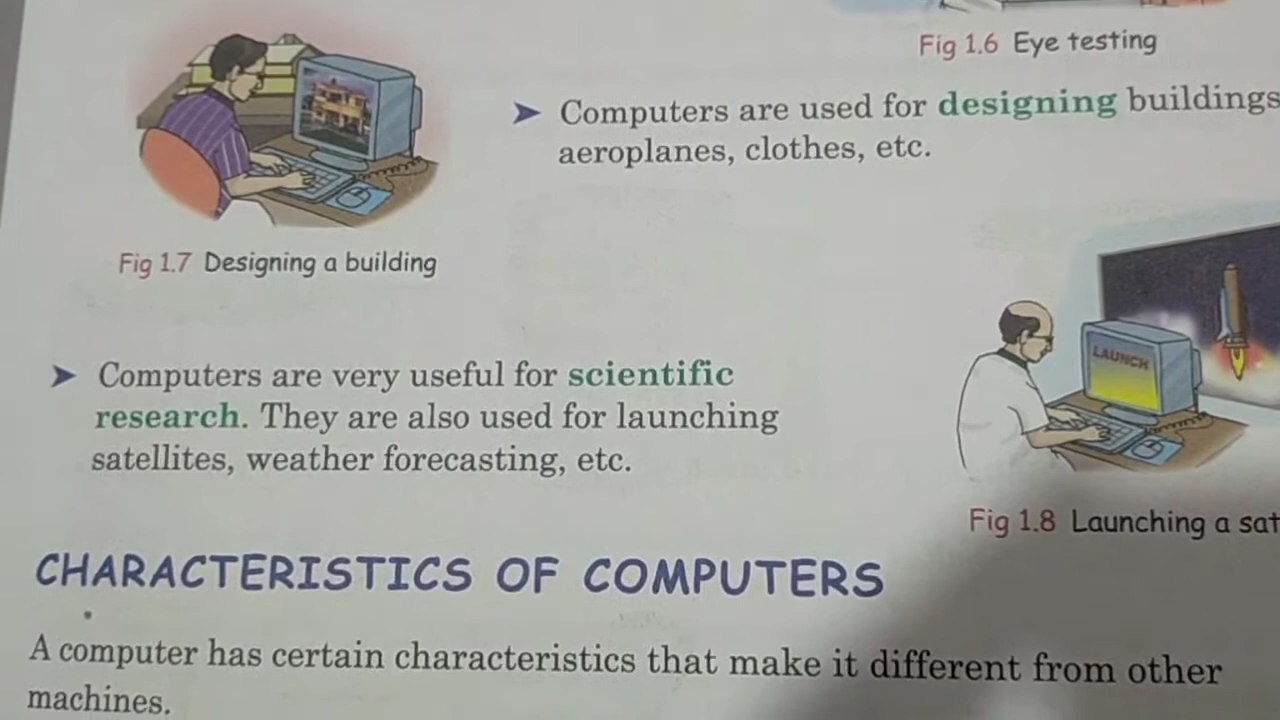 Fig 1.6 Eye testing
➤ Computers are used for designing buildings
aeroplanes, clothes, etc.
Fig 1.7 Designing a building
LAUNCH
➤ Computers are very useful for scientific
research. They are also used for launching
satellites, weather forecasting, etc.
Fig 1.8 Launching a sat
CHARACTERISTICS OF COMPUTERS
A computer has certain characteristics that make it different from other
machines.